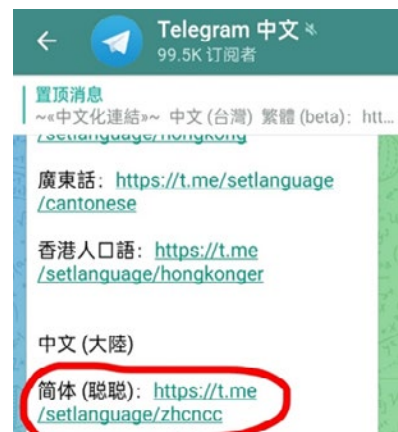 Telegram 中文
99.5K 订阅者
置顶消息
~«中文化連結»~ 中文 (台灣) 繁體 (beta): htt...
/setlanguage/hongkong
廣東話: https://t.me/setlanguage
/cantonese
香港人口語: https://t.me
/setlanguage/hongkonger
中文 (大陸)
简体 (聪聪): https://t.me
/setlanguage/zhcncc